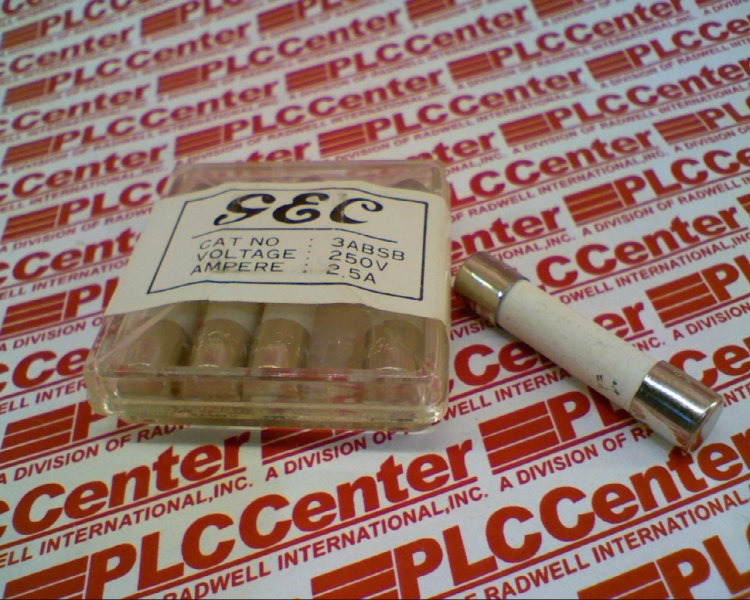 GEC
CAT NO : 3ABSB
VOLTAGE : 250V
AMPERE : 2.5A
PLCCenter
A DIVISION OF RADWELL INTERNATIONAL, INC.